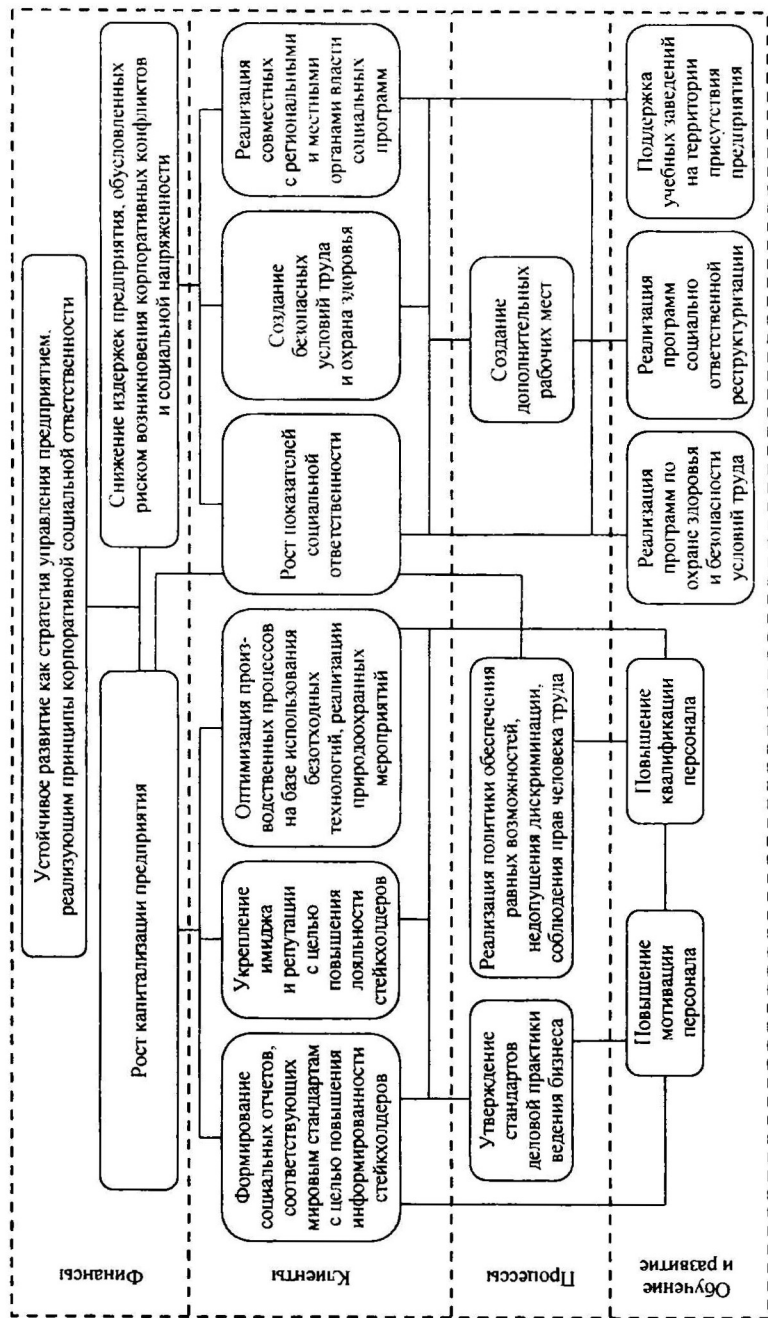 Финансы
Устойчивое развитие как стратегия управления предприятием,
реализующим принципы корпоративной социальной ответственности
Рост капитализации предприятия
Снижение издержек предприятия, обусловленных
риском возникновения корпоративных конфликтов
и социальной напряженности
Клиенты
Формирование
социальных отчетов,
соответствующих
мировым стандартам
с целью повышения
информированности
стейкхолдеров
Укрепление
имиджа
и репутации
с целью
повышения
лояльности
стейкхолдеров
Оптимизация произ-
водственных процессов
на базе использования
безотходных
технологий, реализации
природоохранных
мероприятий
Рост показателей
социальной
ответственности
Создание
безопасных
условий труда
и охрана здоровья
Реализация
совместных
с региональными
и местными
органами власти
социальных
программ
Процессы
Утверждение
стандартов
деловой практики
ведения бизнеса
Реализация политики обеспечения
равных возможностей,
недопущения дискриминации,
соблюдения прав человека труда
Создание
дополнительных
рабочих мест
Обучение
и развитие
Повышение
мотивации
персонала
Повышение
квалификации
персонала
Реализация
программ по
охране здоровья
и безопасности
условий труда
Реализация
программ
социально
ответственной
реструктуризации
Поддержка
учебных заведений
на территории
присутствия
предприятия